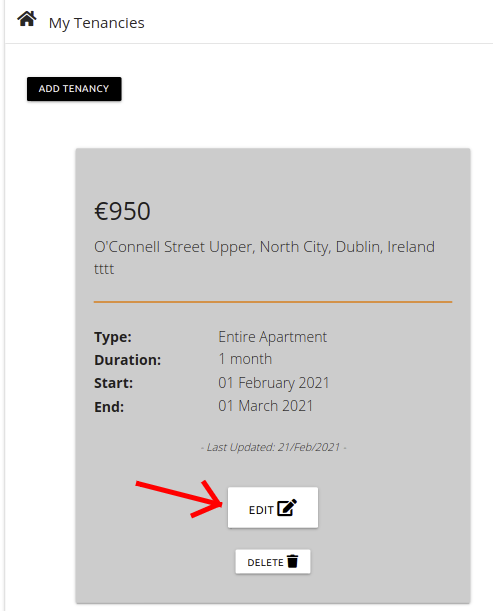 My Tenancies
ADD TENANCY
€950
O'Connell Street Upper, North City, Dublin, Ireland
tttt
Type: Entire Apartment
Duration: 1 month
Start: 01 February 2021
End: 01 March 2021
- Last Updated: 21/Feb/2021 -
EDIT
DELETE